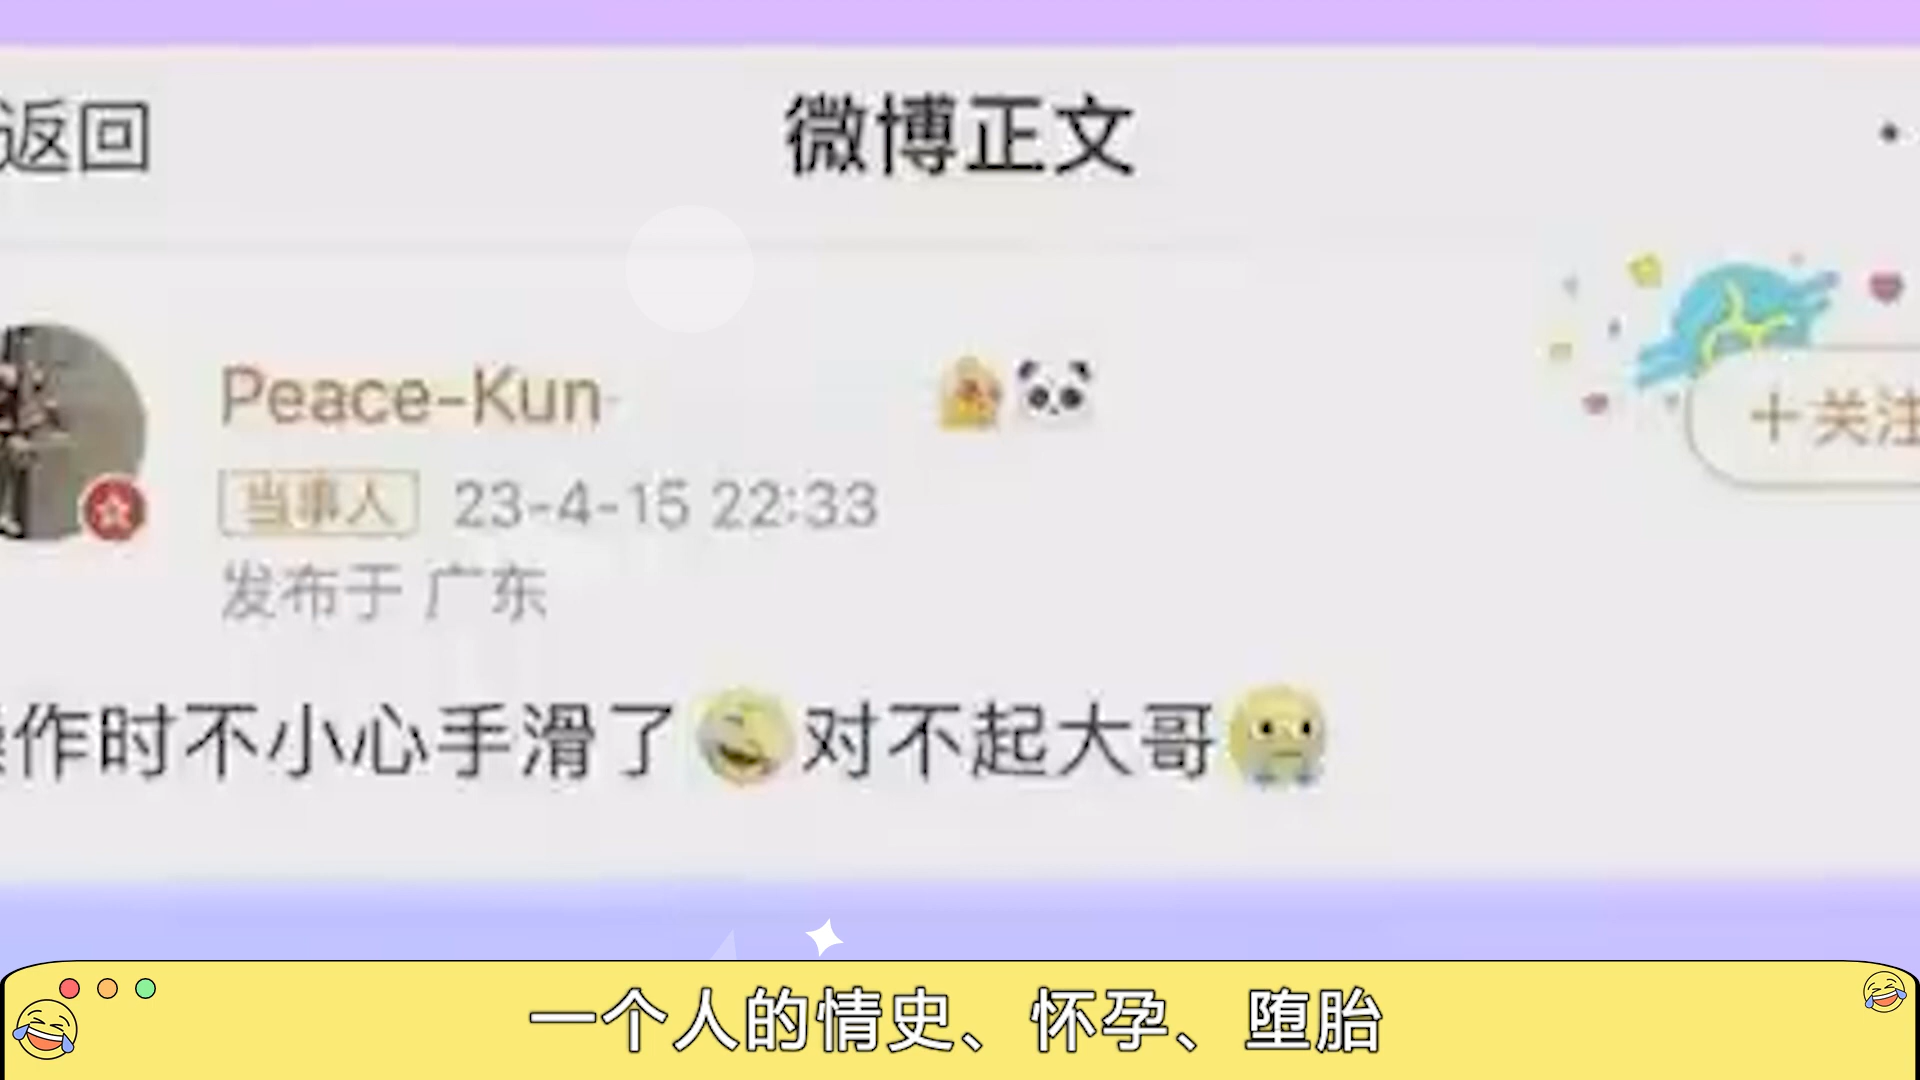 返回
微博正文
Peace-Kun
+关注
当事人 23-4-15 22:33
发布于 广东
作时不小心手滑了 对不起大哥
一个人的情史、怀孕、堕胎